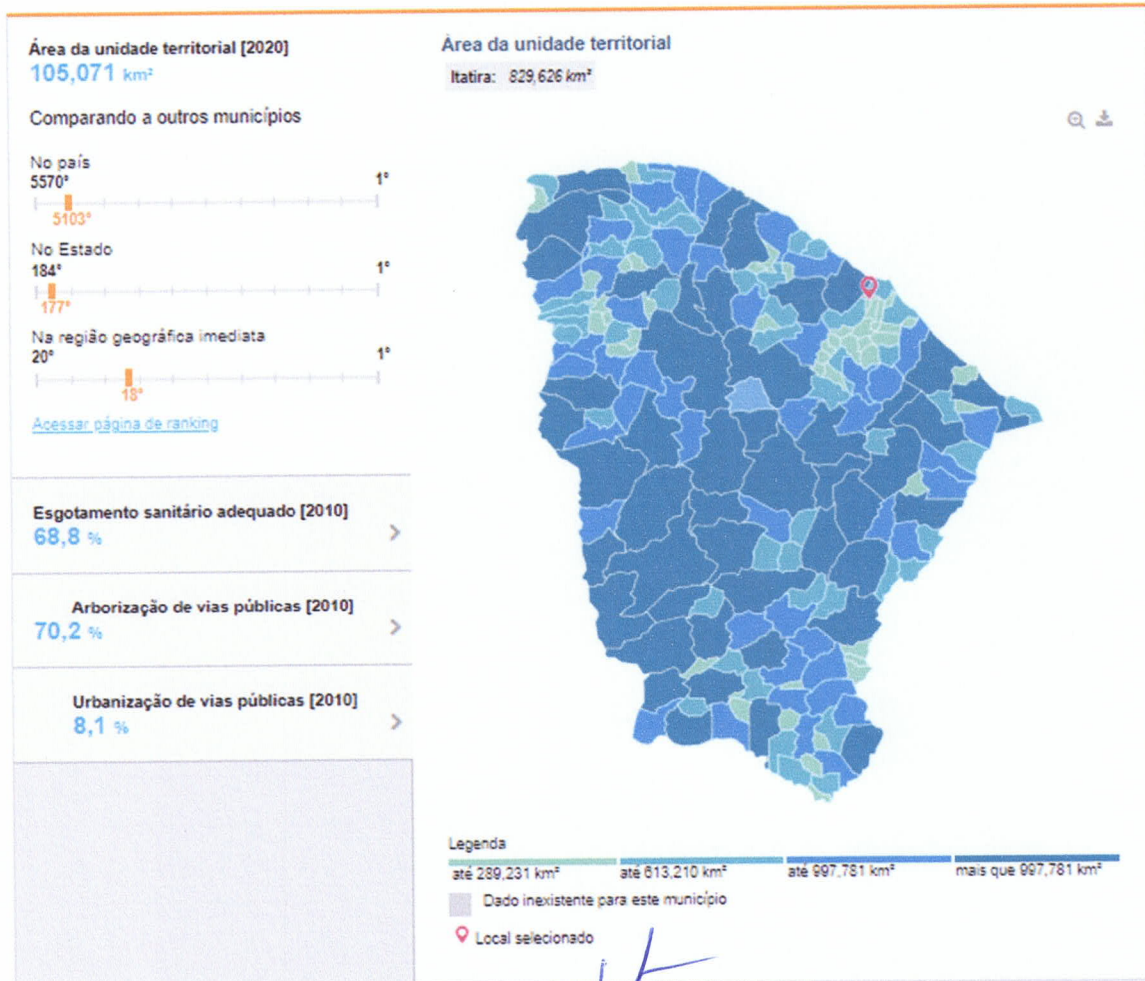 Área da unidade territorial [2020]
105,071 km²
Comparando a outros municípios
No país
5570° 1°
5103°
No Estado
184° 1°
177°
Na região geográfica imediata
20° 1°
18°
Acessar página de ranking
Esgotamento sanitário adequado [2010]
68,8 %
Arborização de vias públicas [2010]
70,2 %
Urbanização de vias públicas [2010]
8,1 %
Área da unidade territorial
Itatira: 829,626 km²
Legenda
até 289,231 km² até 613,210 km² até 997,781 km² mais que 997,781 km²
Dado inexistente para este município
Local selecionado